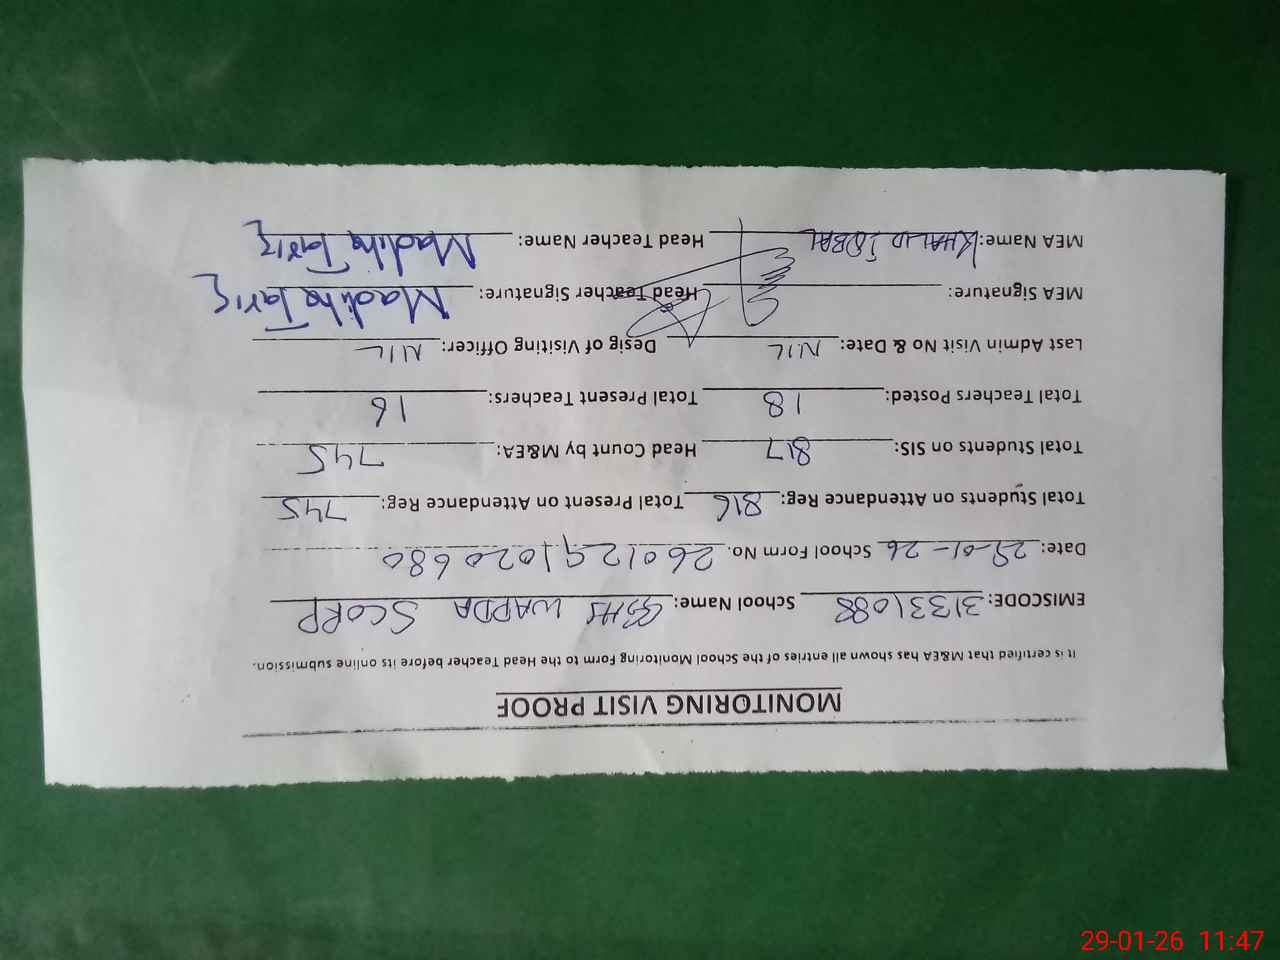 MONITORING VISIT PROOF
It is certified that M&EA has shown all entries of the School Monitoring Form to the Head Teacher before its online submission.
EMISCODE: 31331088 School Name: GGHS WAPDA SCORP
Date: 29-01-26 School Form No. 2601291020680
Total Students on Attendance Reg: 816 Total Present on Attendance Reg: 745
Total Students on SIS: 817 Head Count by M&EA: 745
Total Teachers Posted: 18 Total Present Teachers: 16
Last Admin Visit No & Date: NIL Desig of Visiting Officer: NIL
MEA Signature: Head Teacher Signature: Madiha Tariq
MEA Name: KHALID IQBAL Head Teacher Name: Madiha Tariq
29-01-26 11:47